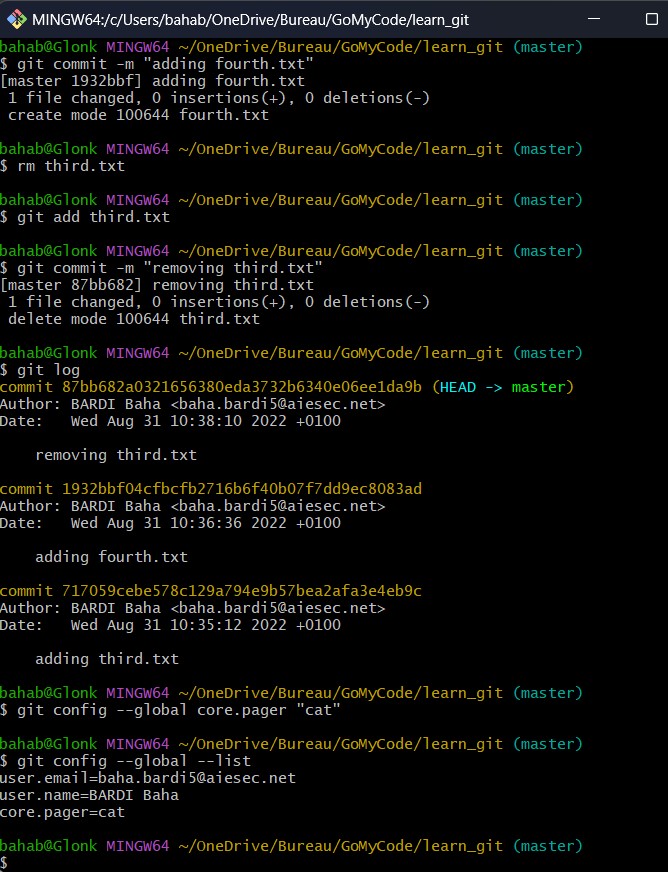 MINGW64:/c/Users/bahab/OneDrive/Bureau/GoMyCode/learn_git
bahab@Glonk MINGW64 ~/OneDrive/Bureau/GoMyCode/learn_git (master)
$ git commit -m "adding fourth.txt"
[master 1932bbf] adding fourth.txt
 1 file changed, 0 insertions(+), 0 deletions(-)
 create mode 100644 fourth.txt

bahab@Glonk MINGW64 ~/OneDrive/Bureau/GoMyCode/learn_git (master)
$ rm third.txt

bahab@Glonk MINGW64 ~/OneDrive/Bureau/GoMyCode/learn_git (master)
$ git add third.txt

bahab@Glonk MINGW64 ~/OneDrive/Bureau/GoMyCode/learn_git (master)
$ git commit -m "removing third.txt"
[master 87bb682] removing third.txt
 1 file changed, 0 insertions(+), 0 deletions(-)
 delete mode 100644 third.txt

bahab@Glonk MINGW64 ~/OneDrive/Bureau/GoMyCode/learn_git (master)
$ git log
commit 87bb682a0321656380eda3732b6340e06ee1da9b (HEAD -> master)
Author: BARDI Baha <baha.bardi5@aiesec.net>
Date:   Wed Aug 31 10:38:10 2022 +0100

    removing third.txt

commit 1932bbf04cfbcfb2716b6f40b07f7dd9ec8083ad
Author: BARDI Baha <baha.bardi5@aiesec.net>
Date:   Wed Aug 31 10:36:36 2022 +0100

    adding fourth.txt

commit 717059cebe578c129a794e9b57bea2afa3e4eb9c
Author: BARDI Baha <baha.bardi5@aiesec.net>
Date:   Wed Aug 31 10:35:12 2022 +0100

    adding third.txt

bahab@Glonk MINGW64 ~/OneDrive/Bureau/GoMyCode/learn_git (master)
$ git config --global core.pager "cat"

bahab@Glonk MINGW64 ~/OneDrive/Bureau/GoMyCode/learn_git (master)
$ git config --global --list
user.email=baha.bardi5@aiesec.net
user.name=BARDI Baha
core.pager=cat

bahab@Glonk MINGW64 ~/OneDrive/Bureau/GoMyCode/learn_git (master)
$